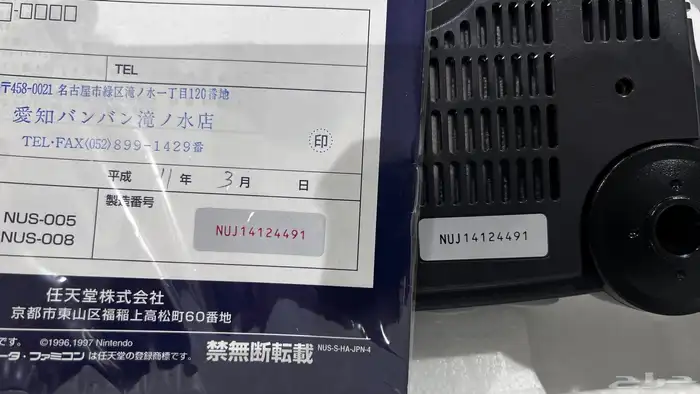 TEL
〒458-0021 名古屋市緑区滝ノ水一丁目120番地
愛知バンバン滝ノ水店
TEL・FAX(052)899-1429番
印
平成 11 年 3 月 日
製造番号
NUS-005
NUS-008
NUJ14124491
任天堂株式会社
京都市東山区福稲上高松町60番地
です。 ©1996,1997 Nintendo
ータ・ファミコンは任天堂の登録商標です。
禁無断転載
NUS-S-HA-JPN-4
NUJ14124491